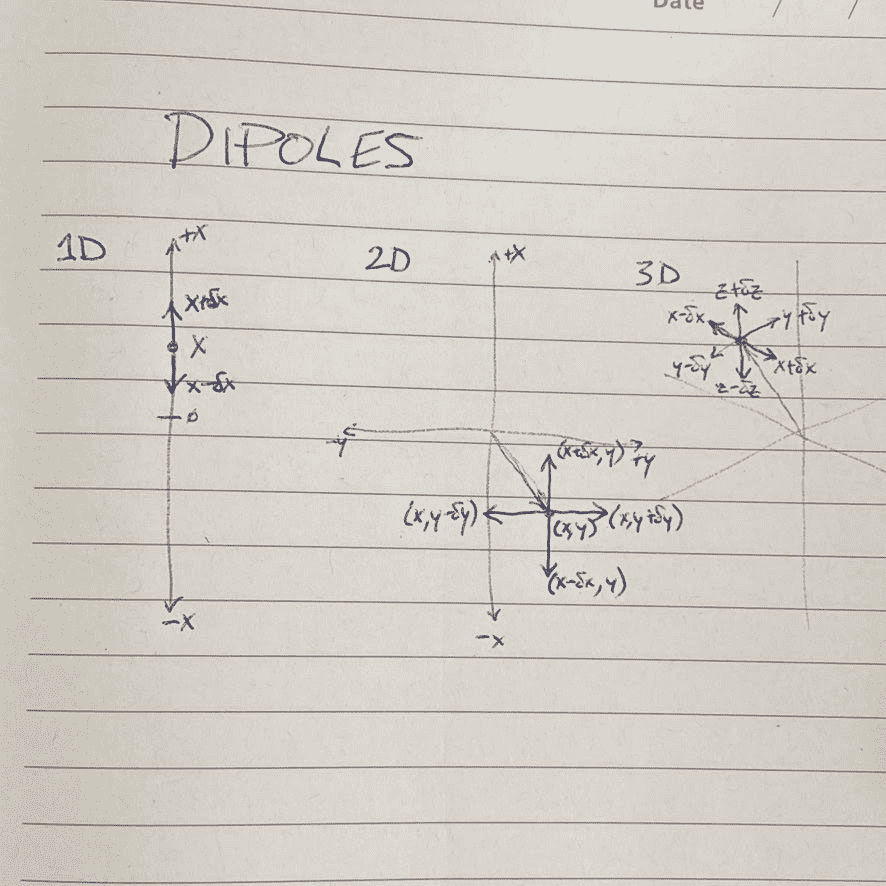 Date / /
DIPOLES
1D
+X
X+δx
X
X-δx
0
-X
2D
+X
-y
+y
(x+δx,y)
(x,y-δy)
(x,y)
(x,y+δy)
(x-δx,y)
-x
3D
z+δz
x-δx
y+δy
y-δy
x+δx
z-δz